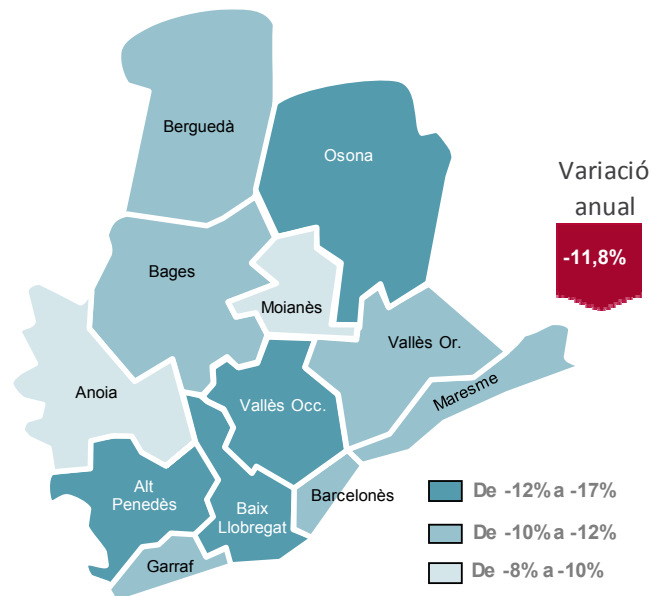 Berguedà
Osona
Variació
anual
-11,8%
Bages
Moianès
Vallès Or.
Maresme
Anoia
Vallès Occ.
Alt
Penedès
Baix
Llobregat
Barcelonès
Garraf
De -12% a -17%
De -10% a -12%
De -8% a -10%